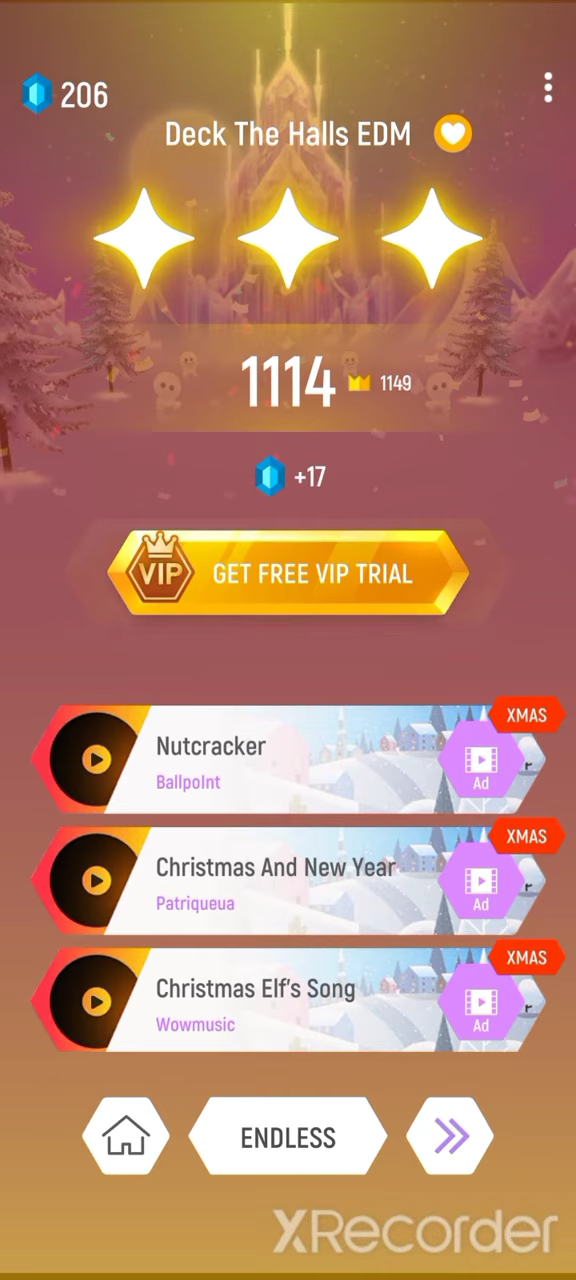 206
Deck The Halls EDM
1114 1149
+17
VIP GET FREE VIP TRIAL
XMAS
Nutcracker
Ballpolnt
Ad
XMAS
Christmas And New Year
Patriqueua
Ad
XMAS
Christmas Elf's Song
Wowmusic
Ad
ENDLESS
XRecorder